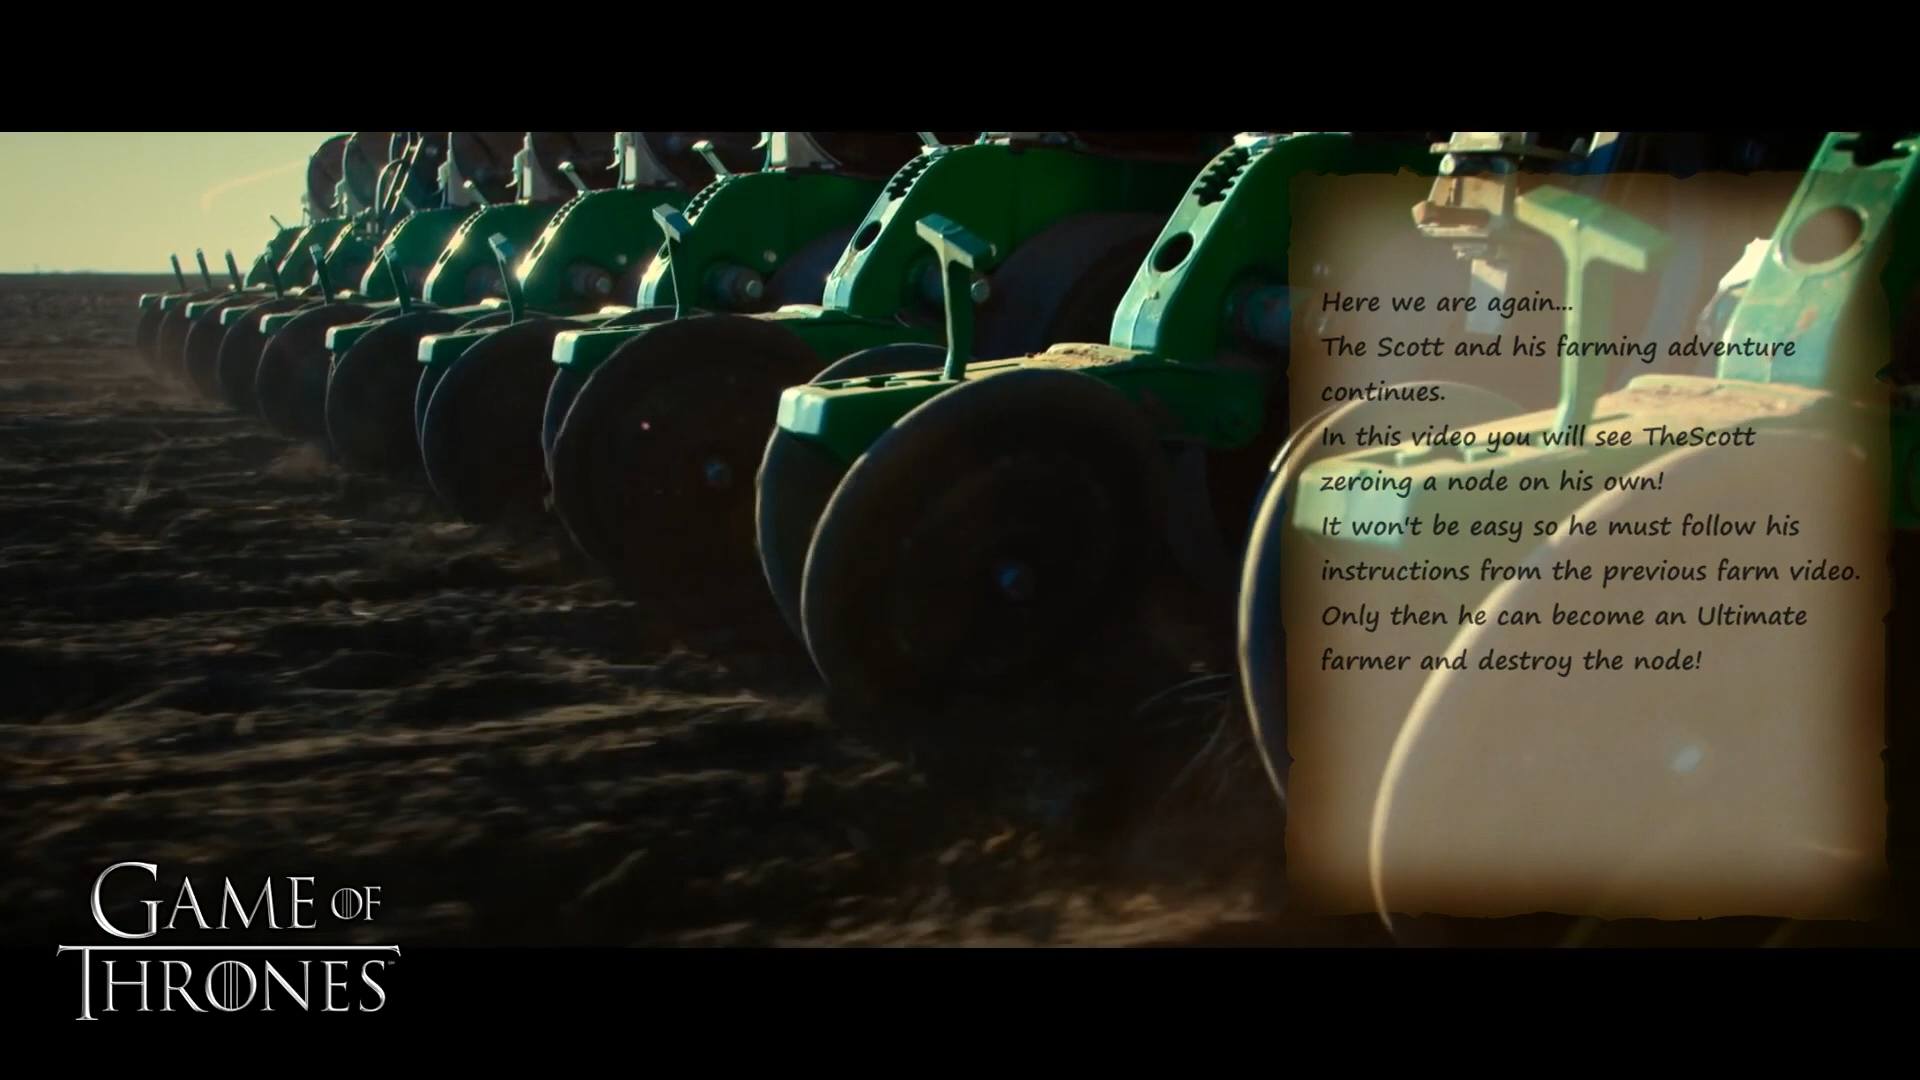 Here we are again...
The Scott and his farming adventure
continues.
In this video you will see TheScott
zeroing a node on his own!
It won't be easy so he must follow his
instructions from the previous farm video.
Only then he can become an Ultimate
farmer and destroy the node!
GAME OF
THRONES